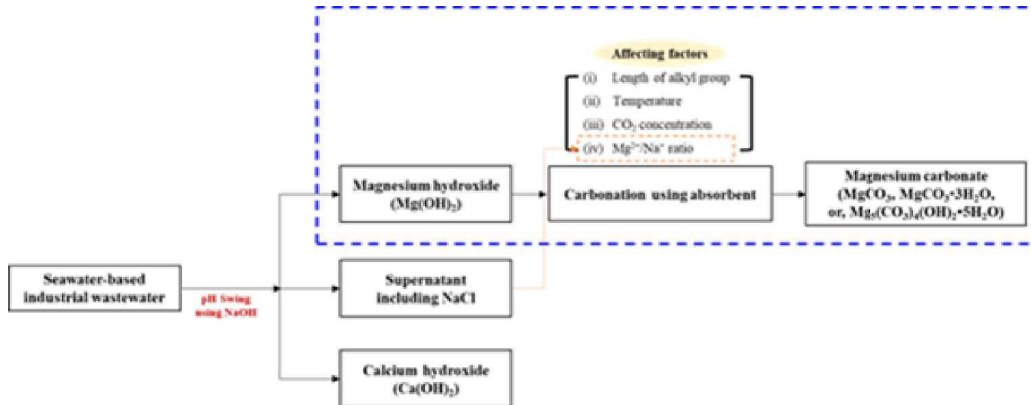 Affecting factors
(i) Length of alkyl group
(ii) Temperature
(iii) CO₂ concentration
(iv) Mg²⁺/Na⁺ ratio
Magnesium hydroxide
(Mg(OH)₂)
Carbonation using absorbent
Magnesium carbonate
(MgCO₃, MgCO₃•3H₂O,
or, Mg₅(CO₃)₄(OH)₂•5H₂O)
Seawater-based
industrial wastewater
pH Swing
using NaOH
Supernatant
including NaCl
Calcium hydroxide
(Ca(OH)₂)